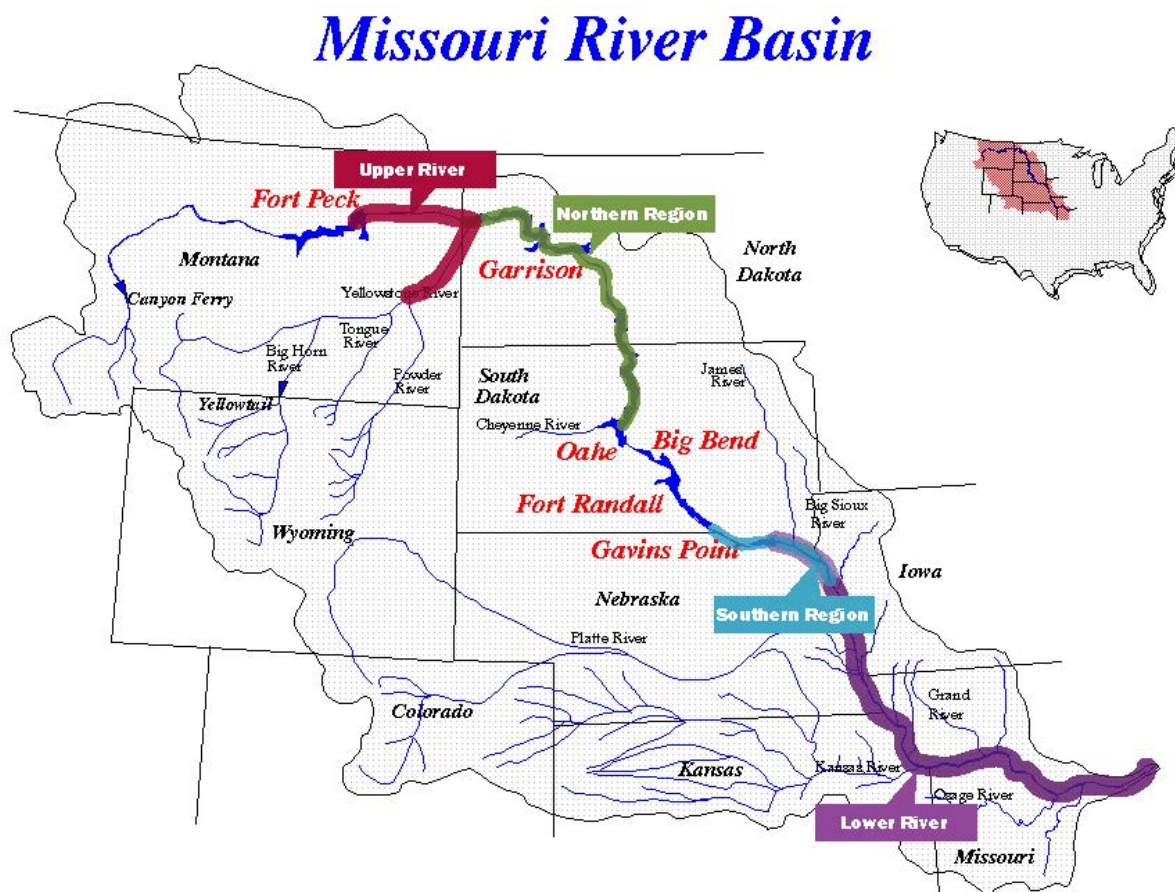 Missouri River Basin
Upper River
Fort Peck
Northern Region
North
Dakota
Montana
Garrison
Canyon Ferry
Yellowstone River
Tongue
River
Big Horn
River
Powder
River
South
Dakota
James
River
Yellowtail
Cheyenne River
Oahe
Big Bend
Fort Randall
Big Sioux
River
Wyoming
Gavins Point
Iowa
Nebraska
Southern Region
Platte River
Grand
River
Colorado
Kansas
Kansas River
Osage River
Lower River
Missouri